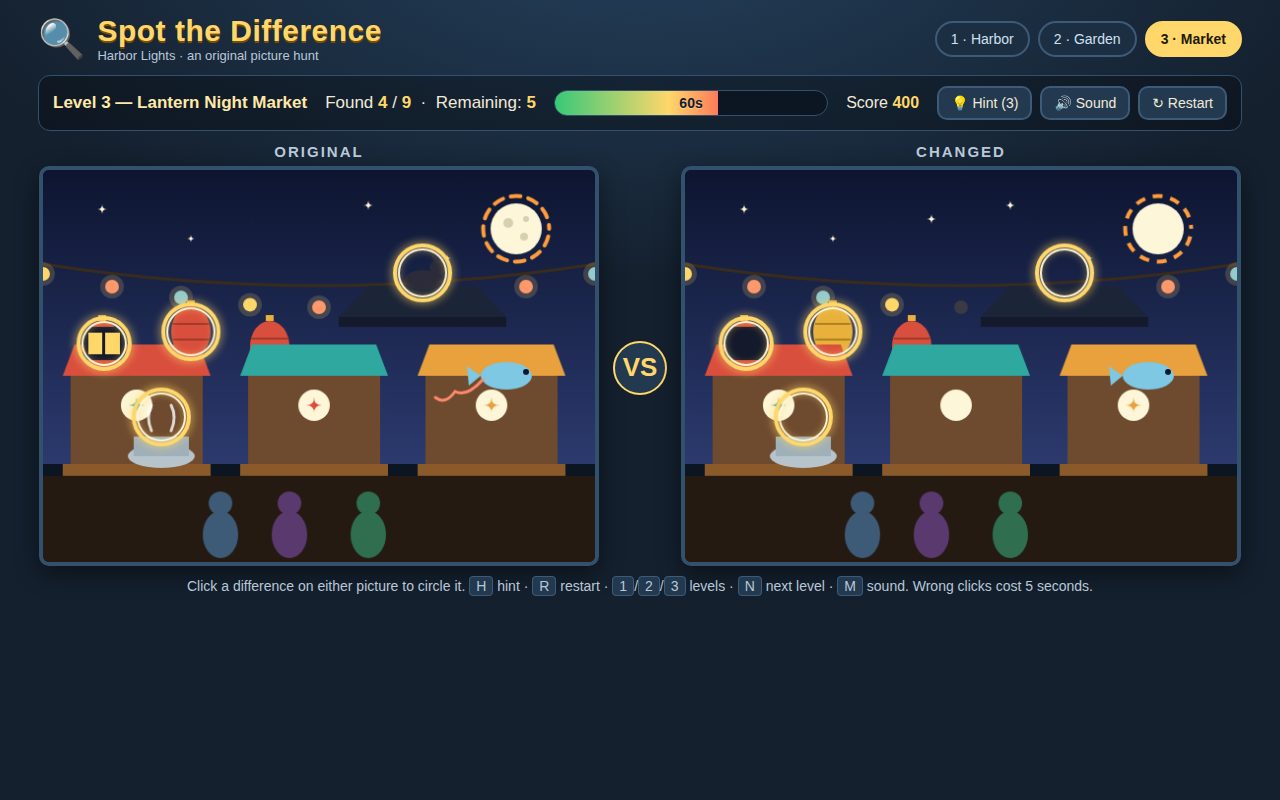 Spot the Difference
Harbor Lights · an original picture hunt
1 · Harbor
2 · Garden
3 · Market
Level 3 — Lantern Night Market
Found 4 / 9 · Remaining: 5
60s
Score 400
💡 Hint (3)
🔊 Sound
↻ Restart
ORIGINAL
CHANGED
VS
Click a difference on either picture to circle it. H hint · R restart · 1/2/3 levels · N next level · M sound. Wrong clicks cost 5 seconds.